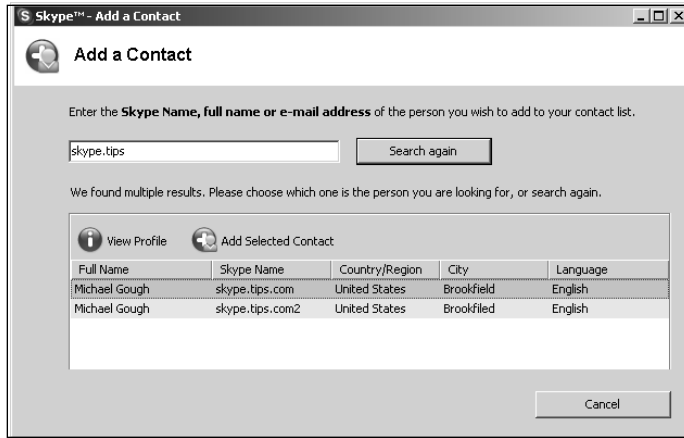 S Skype™ - Add a Contact
Add a Contact
Enter the Skype Name, full name or e-mail address of the person you wish to add to your contact list.
skype.tips Search again
We found multiple results. Please choose which one is the person you are looking for, or search again.
View Profile Add Selected Contact
Full Name Skype Name Country/Region City Language
Michael Gough skype.tips.com United States Brookfield English
Michael Gough skype.tips.com2 United States Brookfiled English
Cancel